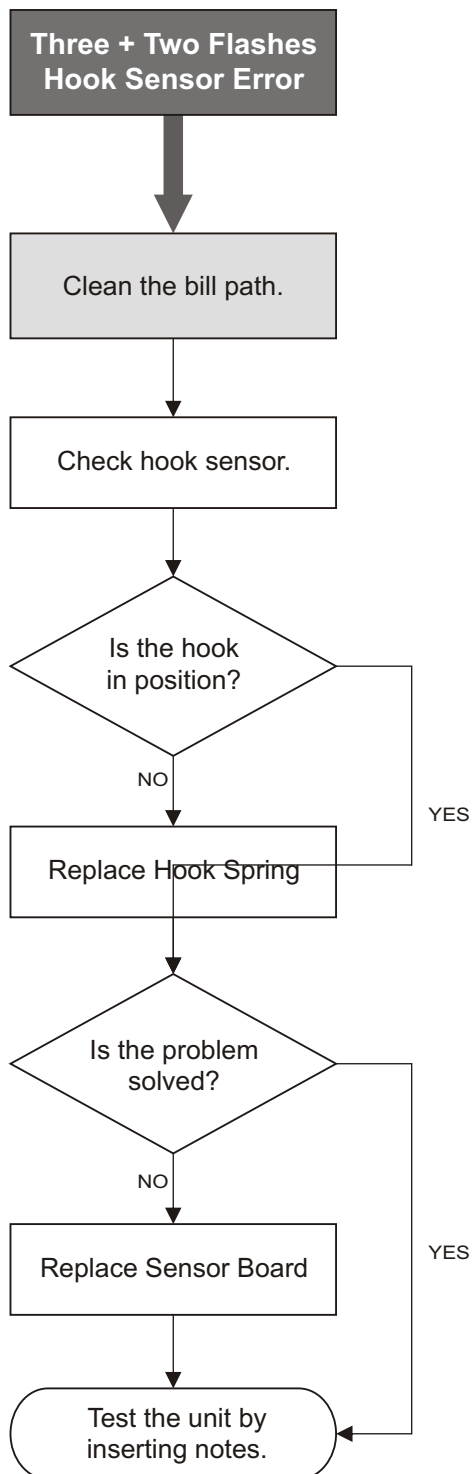 Three + Two Flashes
Hook Sensor Error
Clean the bill path.
Check hook sensor.
Is the hook
in position?
NO
YES
Replace Hook Spring
Is the problem
solved?
NO
YES
Replace Sensor Board
Test the unit by
inserting notes.